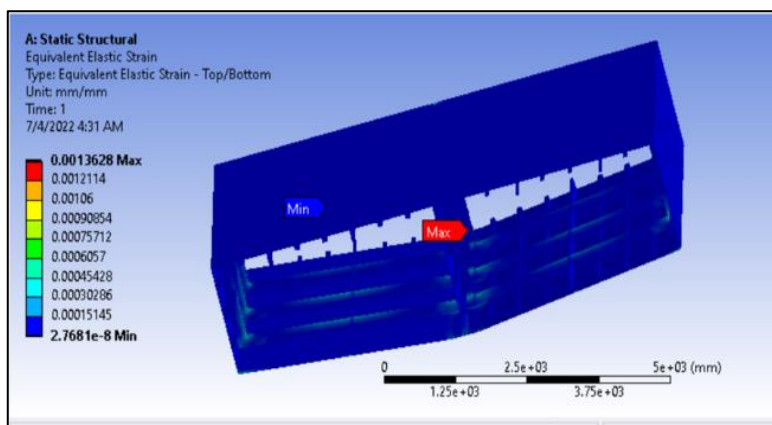 A: Static Structural
Equivalent Elastic Strain
Type: Equivalent Elastic Strain - Top/Bottom
Unit: mm/mm
Time: 1
7/4/2022 4:31 AM
0.0013628 Max
0.0012114
0.00106
0.00090854
0.00075712
0.0006057
0.00045428
0.00030286
0.00015145
2.7681e-8 Min
Min
Max
0 2.5e+03 5e+03 (mm)
1.25e+03 3.75e+03